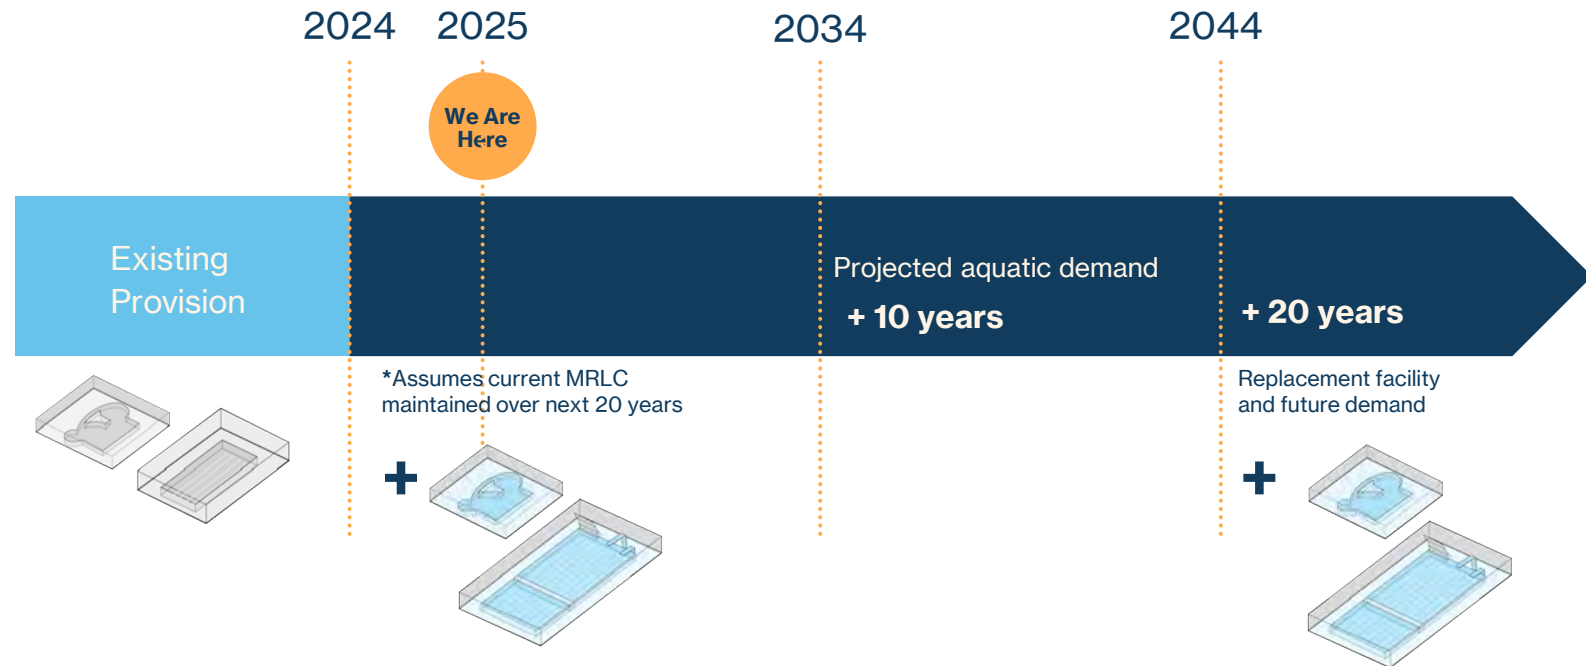 2024 2025 2034 2044
We Are
Here
Existing
Provision
Projected aquatic demand
+ 10 years
+ 20 years
*Assumes current MRLC
maintained over next 20 years
Replacement facility
and future demand
+
+